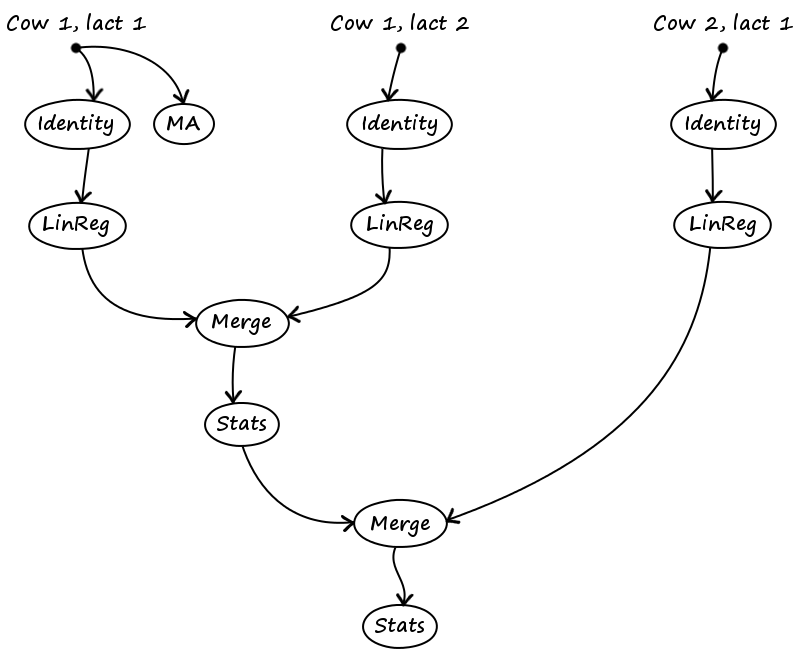 Cow 1, lact 1
Cow 1, lact 2
Cow 2, lact 1
Identity
MA
Identity
Identity
LinReg
LinReg
LinReg
Merge
Stats
Merge
Stats